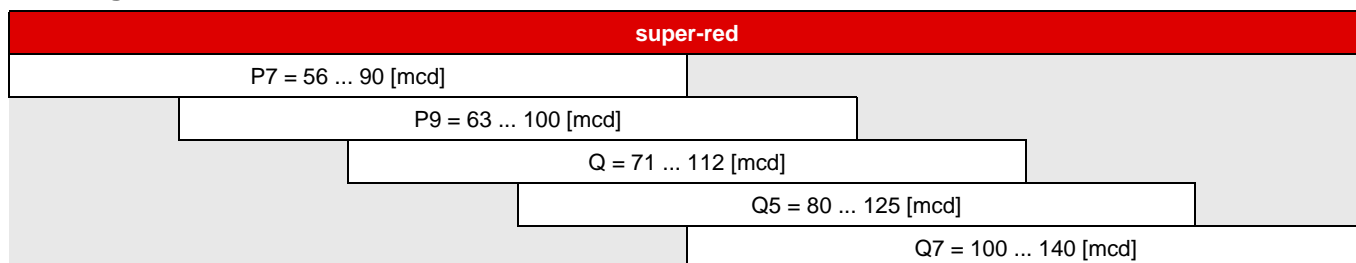 super-red
P7 = 56 ... 90 [mcd]
P9 = 63 ... 100 [mcd]
Q = 71 ... 112 [mcd]
Q5 = 80 ... 125 [mcd]
Q7 = 100 ... 140 [mcd]